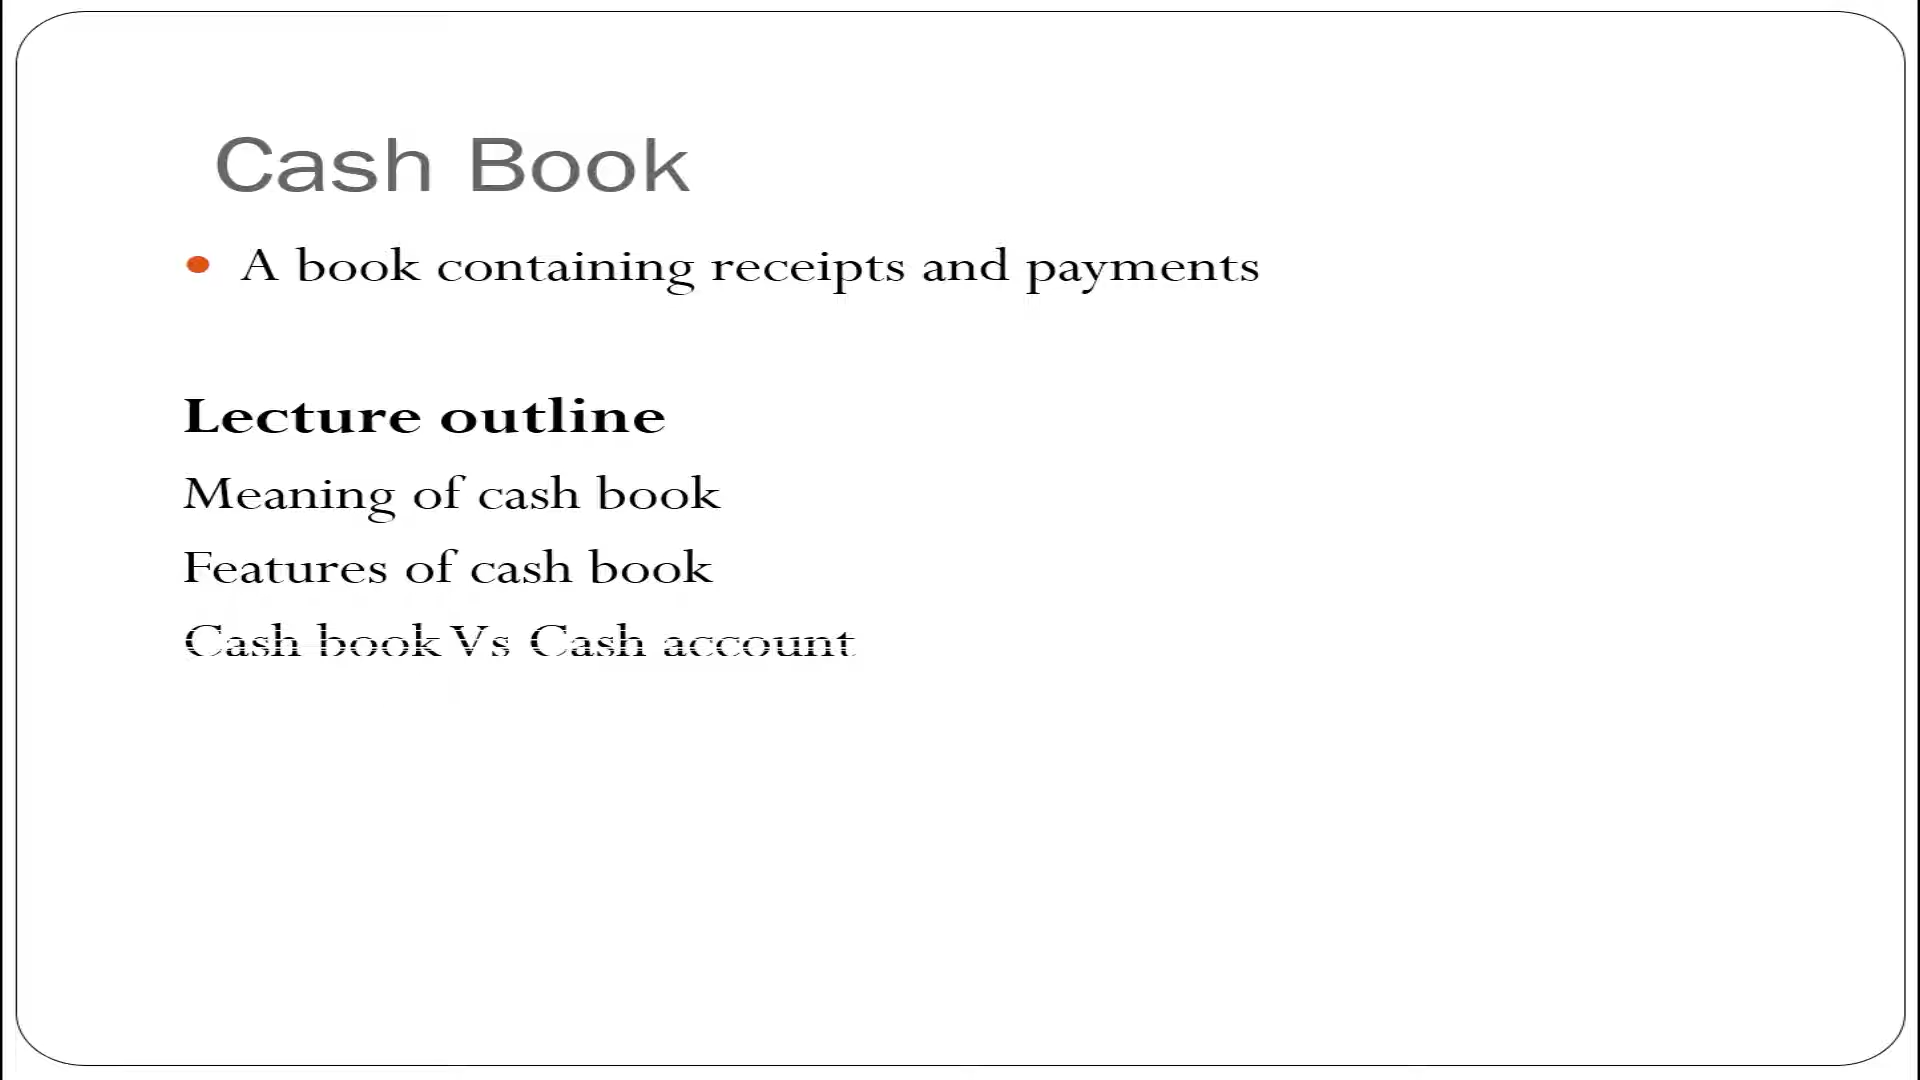 Cash Book
• A book containing receipts and payments
Lecture outline
Meaning of cash book
Features of cash book
Cash book Vs Cash account